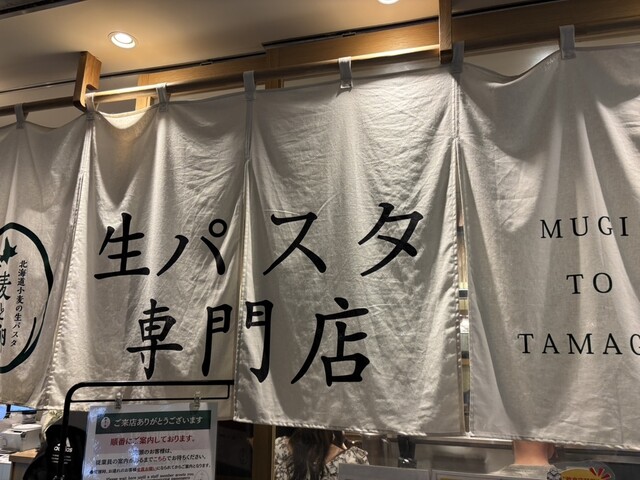 北海道小麦の生パスタ
生パスタ
専門店
MUGI
TO
TAMAG
ご来店ありがとうございます
順番にご案内しております。